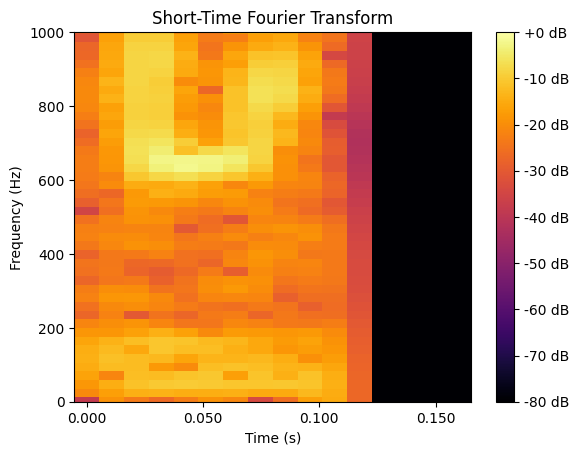 Short-Time Fourier Transform
1000
800
600
400
200
0
Frequency (Hz)
0.000
0.050
0.100
0.150
Time (s)
+0 dB
-10 dB
-20 dB
-30 dB
-40 dB
-50 dB
-60 dB
-70 dB
-80 dB